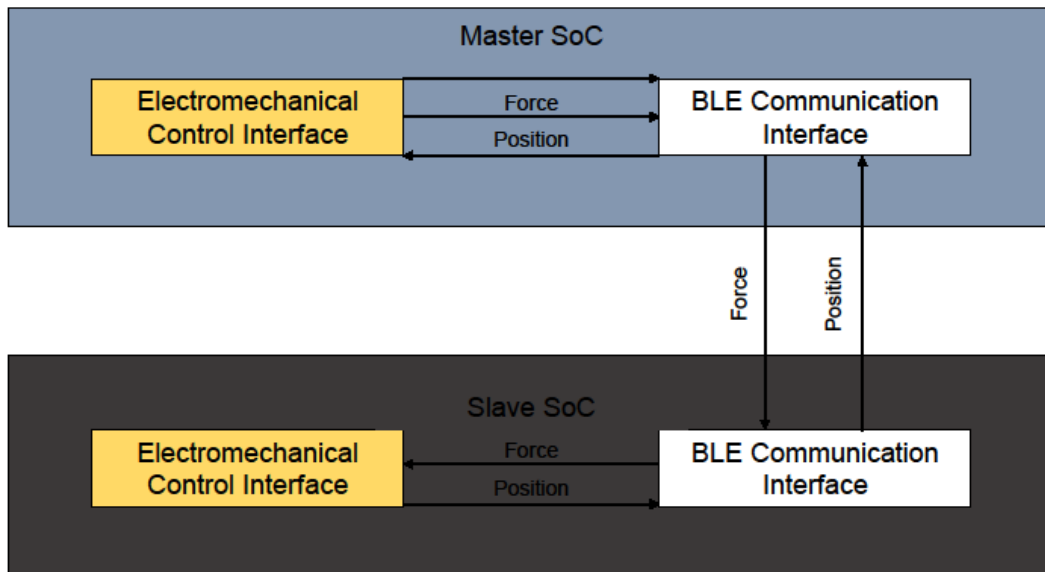 Master SoC
Electromechanical
Control Interface
Force
Position
BLE Communication
Interface
Force
Position
Slave SoC
Electromechanical
Control Interface
Force
Position
BLE Communication
Interface